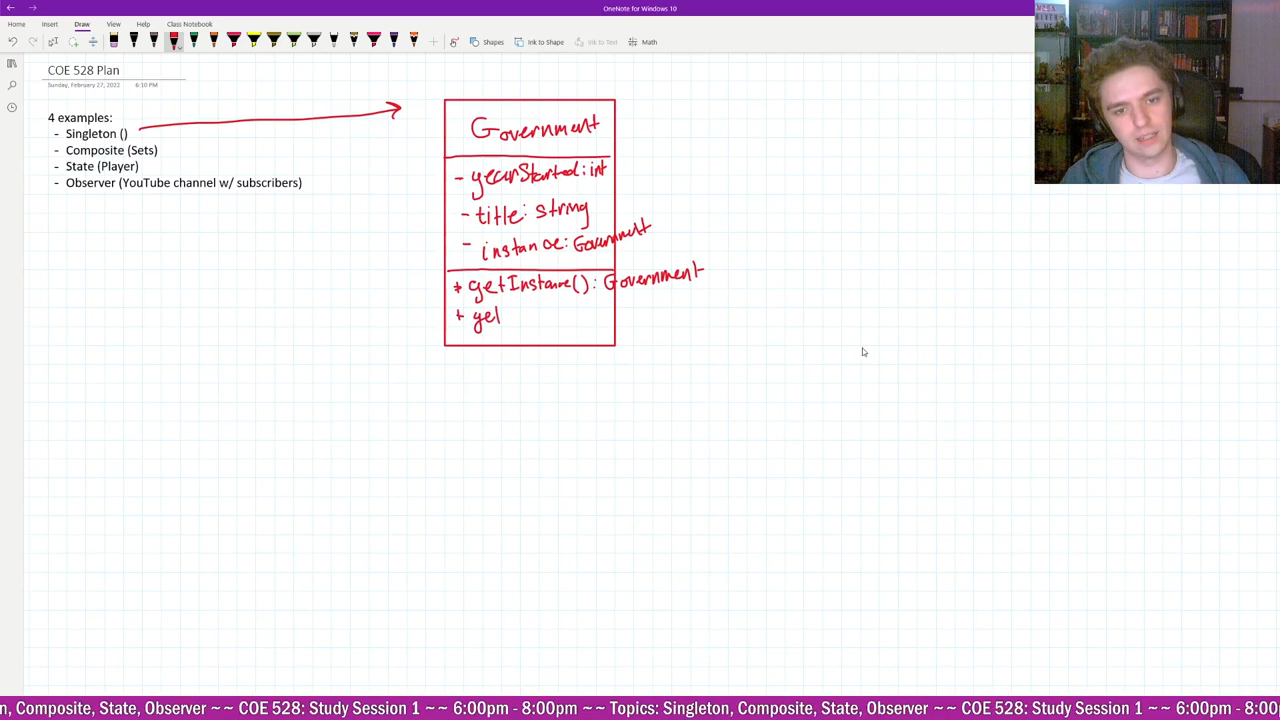 OneNote for Windows 10
Home Insert Draw View Help Class Notebook
Shapes Ink to Shape Ink to Text Math
COE 528 Plan
Sunday, February 27, 2022 6:10 PM
4 examples:
- Singleton ()
- Composite (Sets)
- State (Player)
- Observer (YouTube channel w/ subscribers)
Government
- yearStarted: int
- title: string
- instance: Government
+ getInstance(): Government
+ gel
n, Composite, State, Observer ~~ COE 528: Study Session 1 ~~ 6:00pm - 8:00pm ~~ Topics: Singleton, Composite, State, Observer ~~ COE 528: Study Session 1 ~~ 6:00pm - 8:00